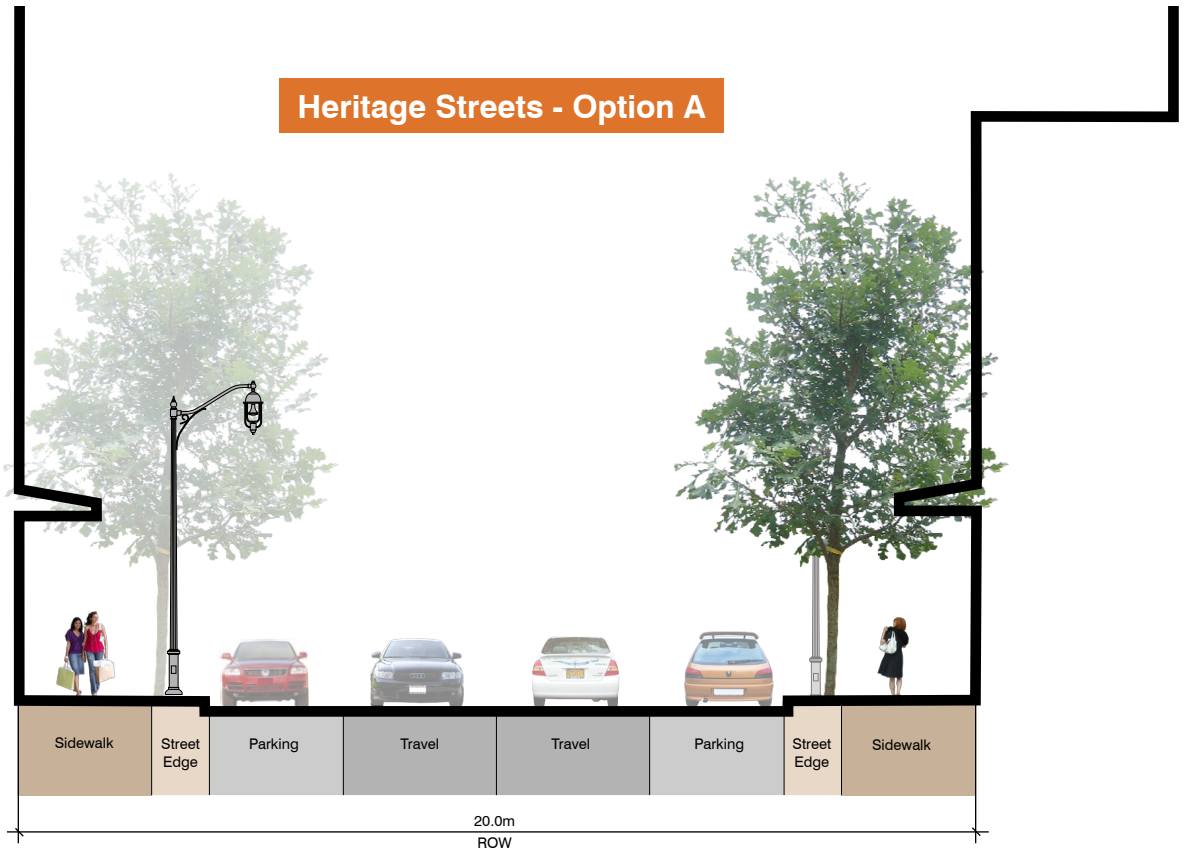 Heritage Streets - Option A
Sidewalk
Street
Edge
Parking
Travel
Travel
Parking
Street
Edge
Sidewalk
20.0m
ROW